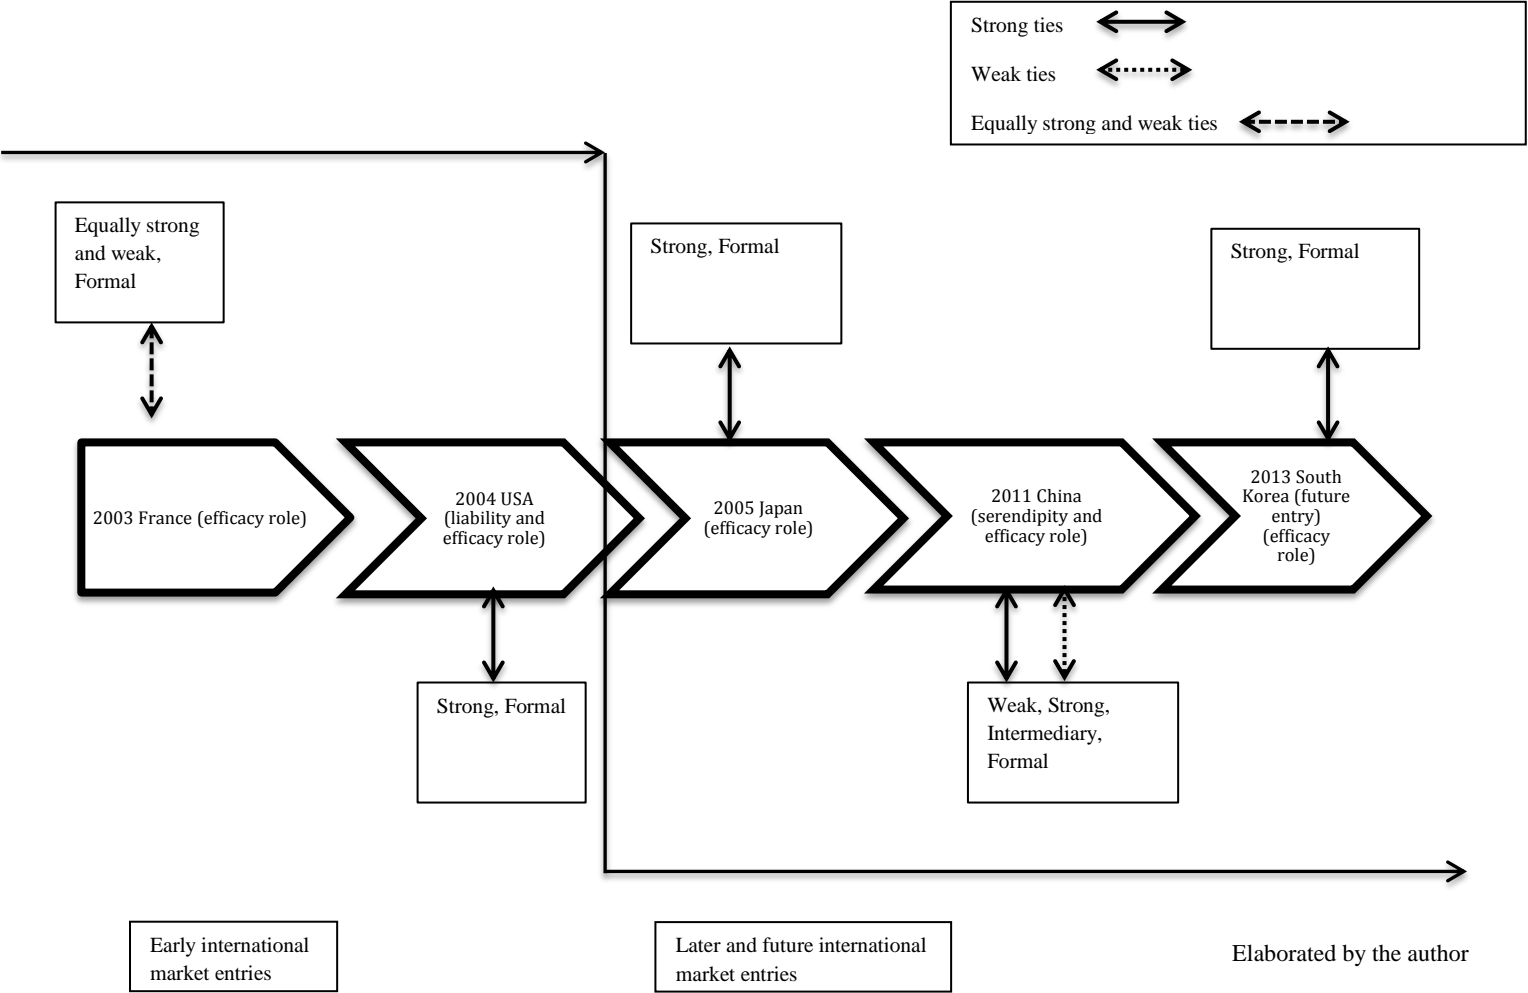 Strong ties
Weak ties
Equally strong and weak ties
Equally strong
and weak,
Formal
Strong, Formal
Strong, Formal
2003 France (efficacy role)
2004 USA
(liability and
efficacy role)
2005 Japan
(efficacy role)
2011 China
(serendipity and
efficacy role)
2013 South
Korea (future
entry)
(efficacy
role)
Strong, Formal
Weak, Strong,
Intermediary,
Formal
Early international
market entries
Later and future international
market entries
Elaborated by the author